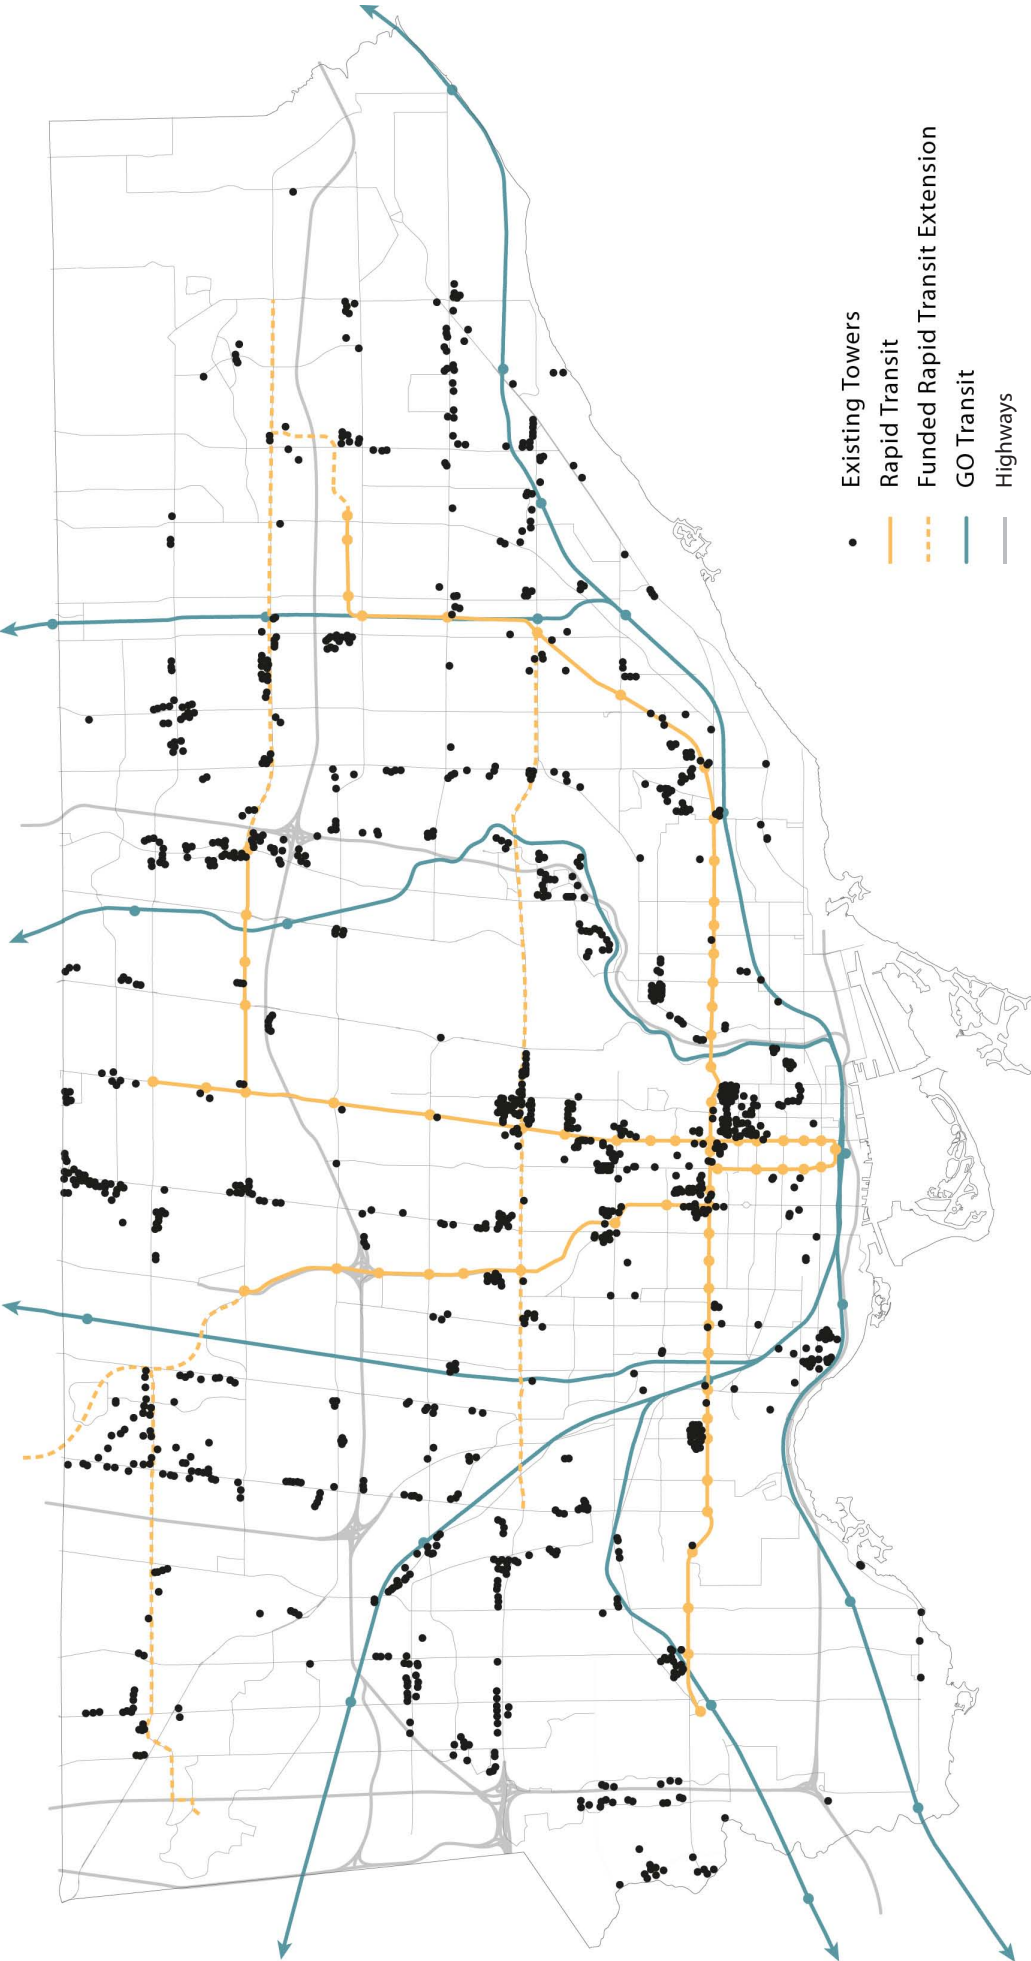 Existing Towers
Rapid Transit
Funded Rapid Transit Extension
GO Transit
Highways